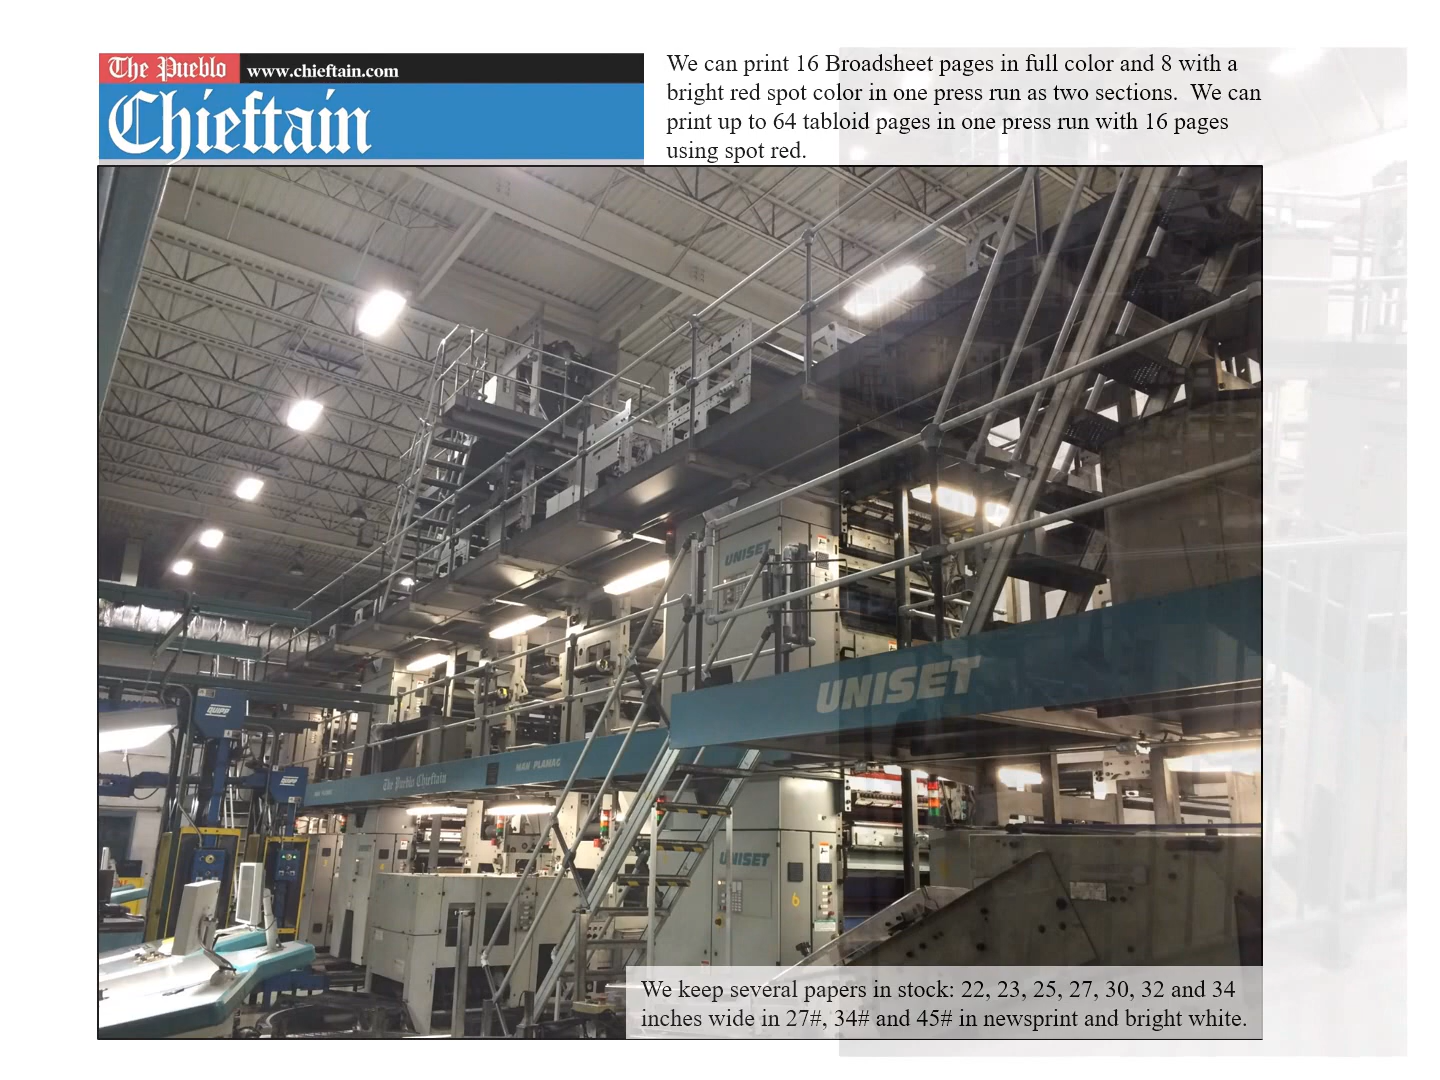 The Pueblo
www.chieftain.com
Chieftain
We can print 16 Broadsheet pages in full color and 8 with a
bright red spot color in one press run as two sections.  We can
print up to 64 tabloid pages in one press run with 16 pages
using spot red.
UNISET
UNISET
QUIPP
QUIPP
The Pueblo Chieftain
MAN PLAMAG
UNISET
6
We keep several papers in stock: 22, 23, 25, 27, 30, 32 and 34
inches wide in 27#, 34# and 45# in newsprint and bright white.